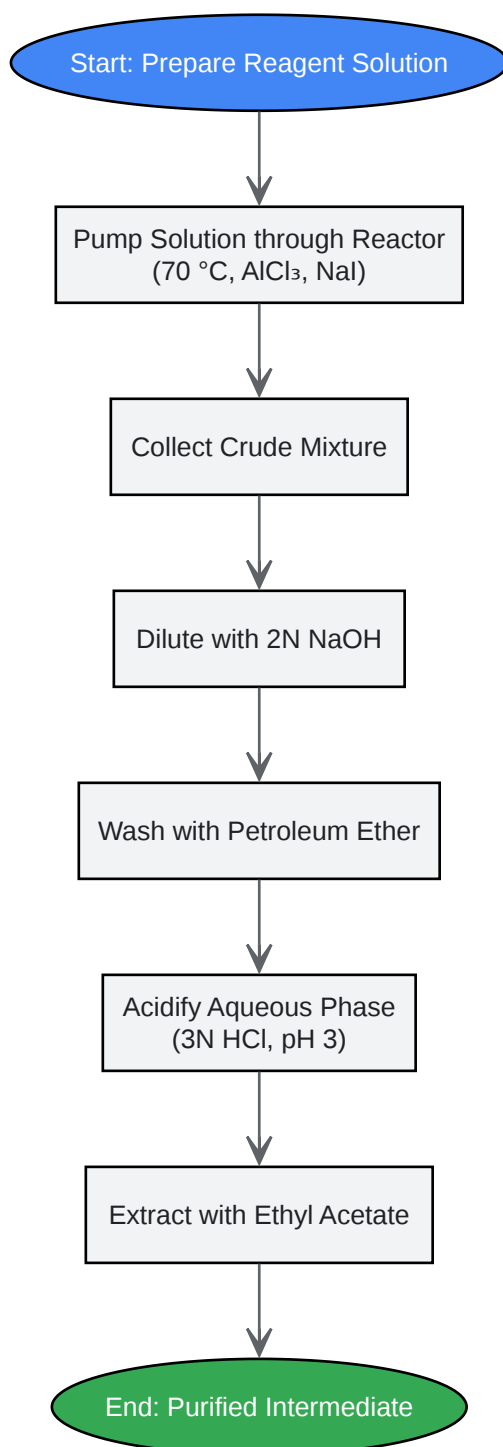 Start: Prepare Reagent Solution
Pump Solution through Reactor
(70 °C, AlCl₃, NaI)
Collect Crude Mixture
Dilute with 2N NaOH
Wash with Petroleum Ether
Acidify Aqueous Phase
(3N HCl, pH 3)
Extract with Ethyl Acetate
End: Purified Intermediate